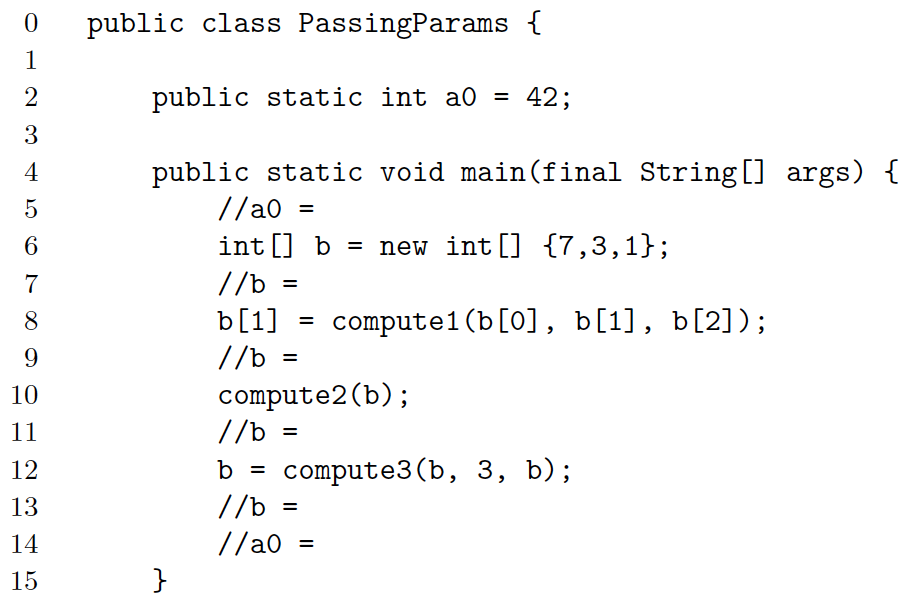 0 public class PassingParams {
1
2 public static int a0 = 42;
3
4 public static void main(final String[] args) {
5 //a0 =
6 int[] b = new int[] {7,3,1};
7 //b =
8 b[1] = compute1(b[0], b[1], b[2]);
9 //b =
10 compute2(b);
11 //b =
12 b = compute3(b, 3, b);
13 //b =
14 //a0 =
15 }